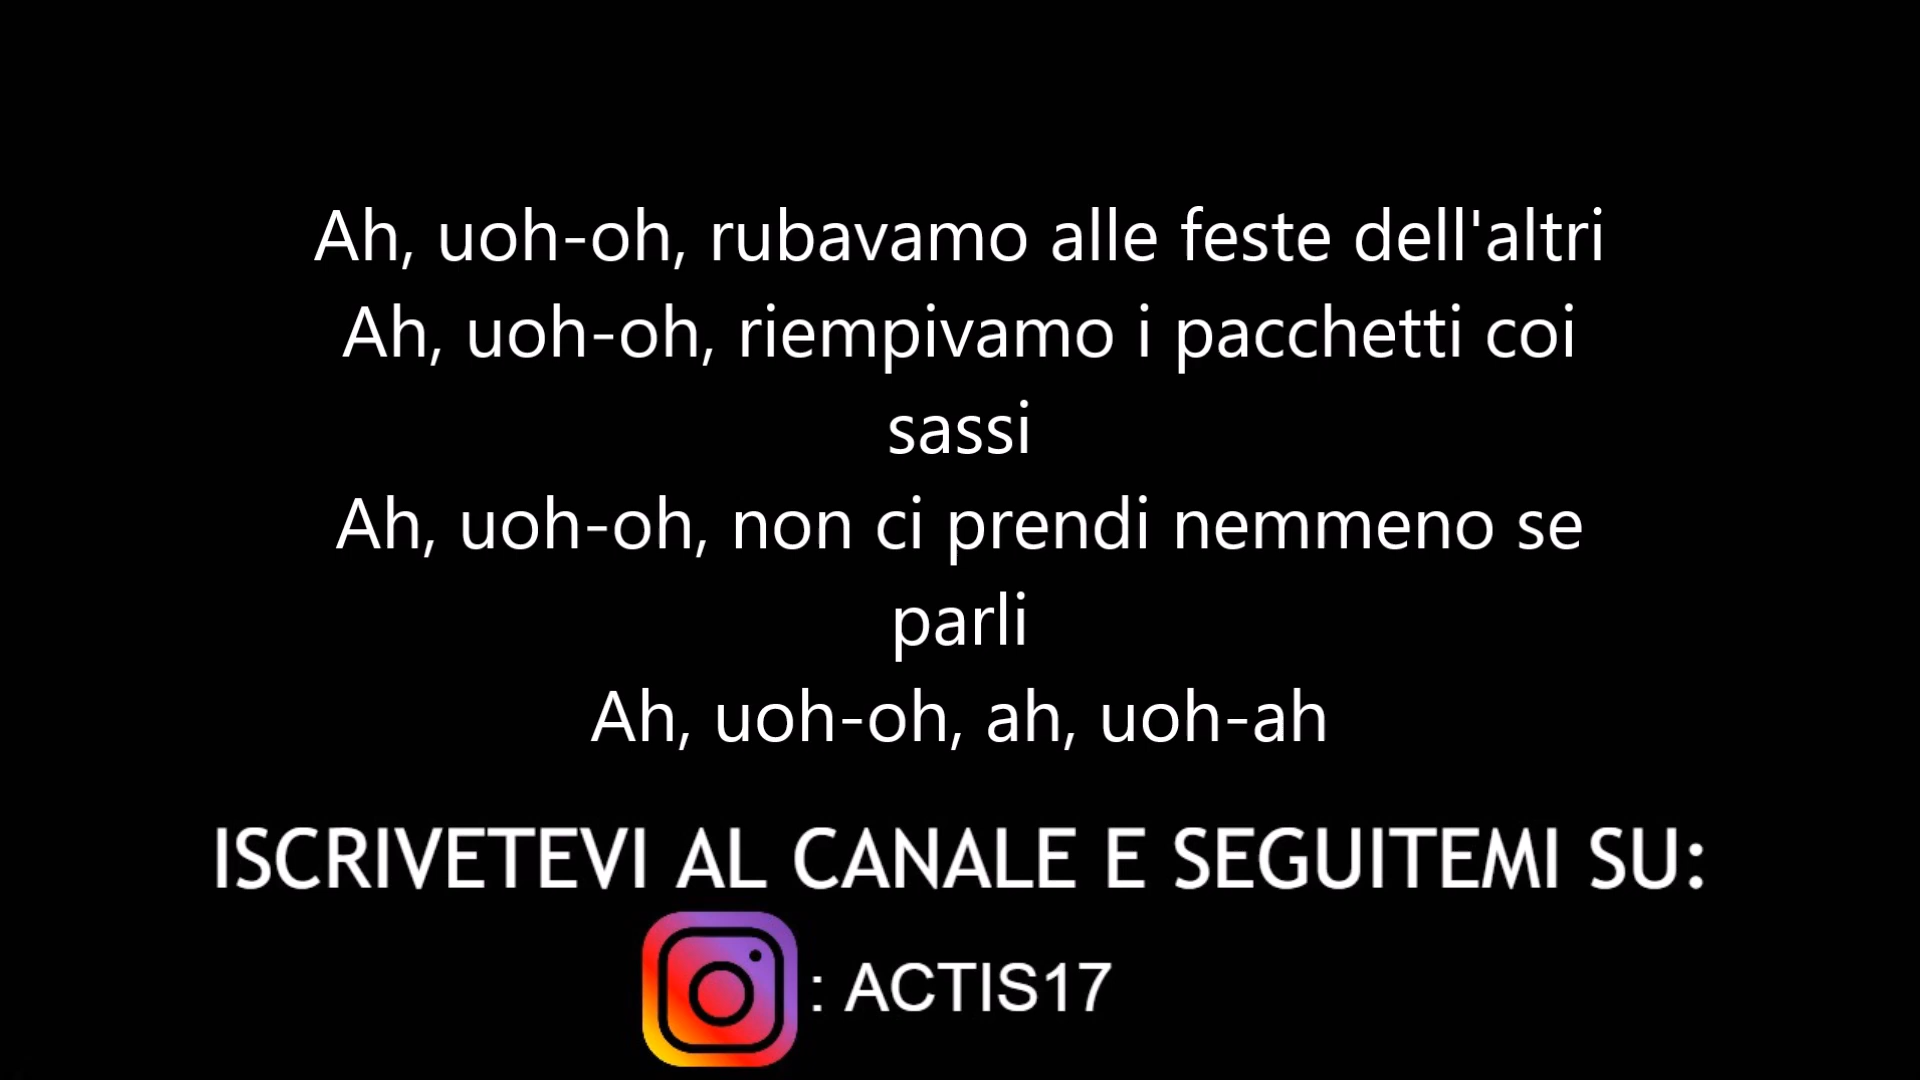 Ah, uoh-oh, rubavamo alle feste dell'altri
Ah, uoh-oh, riempivamo i pacchetti coi
sassi
Ah, uoh-oh, non ci prendi nemmeno se
parli
Ah, uoh-oh, ah, uoh-ah
ISCRIVETEVI AL CANALE E SEGUITEMI SU:
: ACTIS17